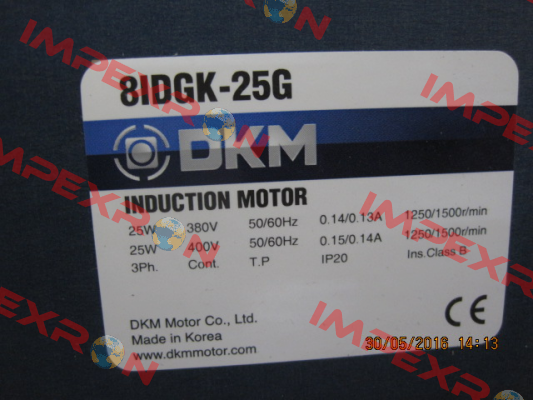 8IDGK-25G
DKM
INDUCTION MOTOR
25W 380V 50/60Hz 0.14/0.13A 1250/1500r/min
25W 400V 50/60Hz 0.15/0.14A 1250/1500r/min
3Ph. Cont. T.P IP20 Ins.Class B
DKM Motor Co., Ltd.
Made in Korea
www.dkmmotor.com
CE
30/05/2016 14:13
IMPEXRON
IMPEXRON
IMPEXRON
IMPEXRON